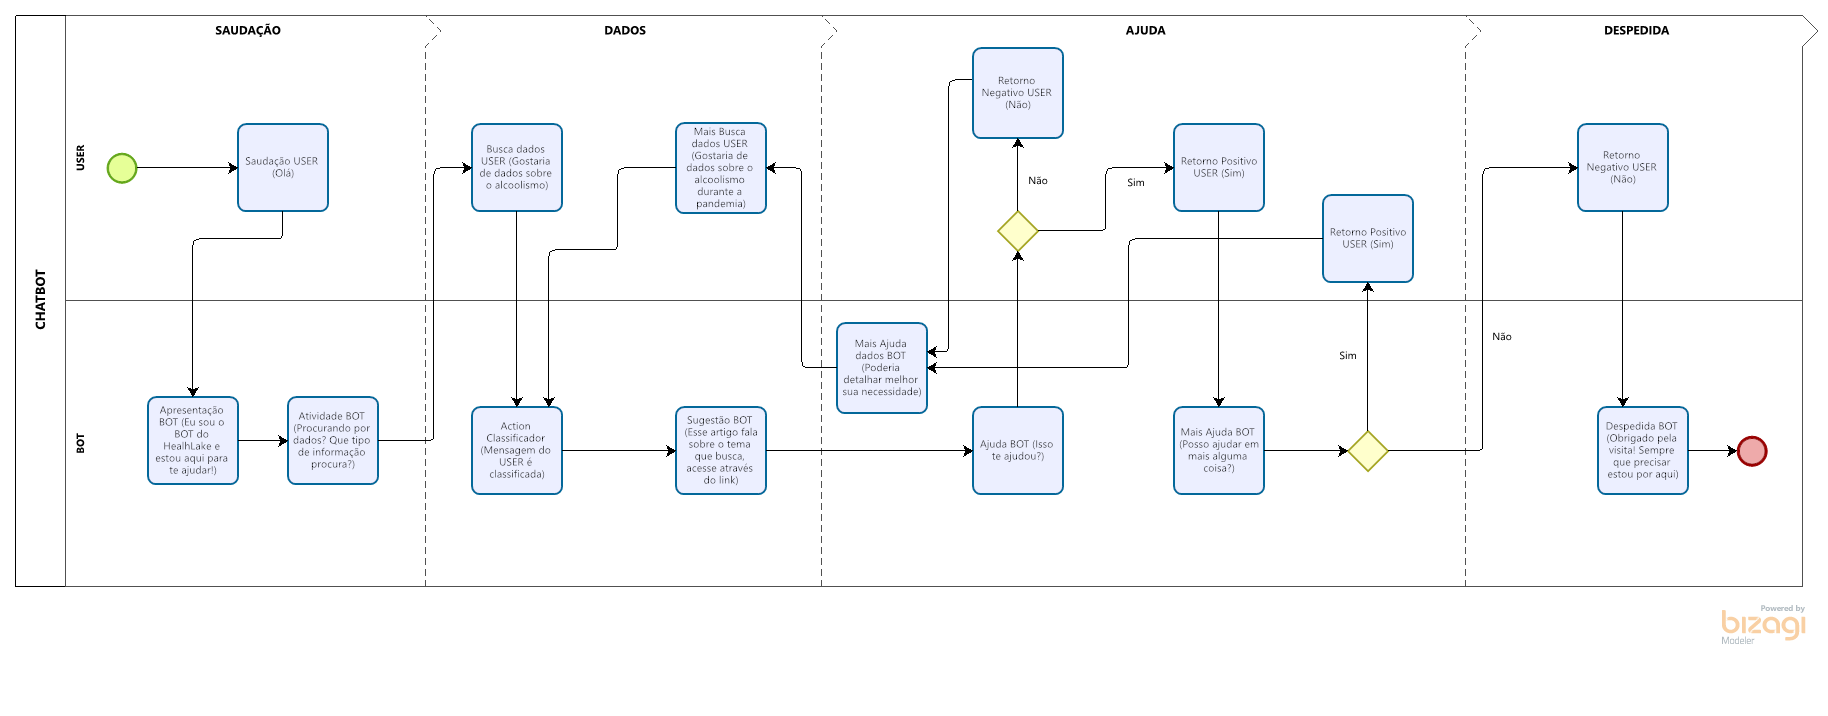 SAUDAÇÃO
DADOS
AJUDA
DESPEDIDA
CHATBOT
USER
BOT
Saudação USER
(Olá)
Apresentação
BOT (Eu sou o
BOT do
HealhLake e
estou aqui para
te ajudar!)
Atividade BOT
(Procurando por
dados? Que tipo
de informação
procura?)
Busca dados
USER (Gostaria
de dados sobre
o alcoolismo)
Mais Busca
dados USER
(Gostaria de
dados sobre o
alcoolismo
durante a
pandemia)
Action
Classificador
(Mensagem do
USER é
classificada)
Sugestão BOT
(Esse artigo fala
sobre o tema
que busca,
acesse através
do link)
Retorno
Negativo USER
(Não)
Não
Sim
Retorno Positivo
USER (Sim)
Retorno Positivo
USER (Sim)
Mais Ajuda
dados BOT
(Poderia
detalhar melhor
sua necessidade)
Ajuda BOT (Isso
te ajudou?)
Mais Ajuda BOT
(Posso ajudar em
mais alguma
coisa?)
Sim
Não
Retorno
Negativo USER
(Não)
Despedida BOT
(Obrigado pela
visita! Sempre
que precisar
estou por aqui)
Powered by
bizagi
Modeler